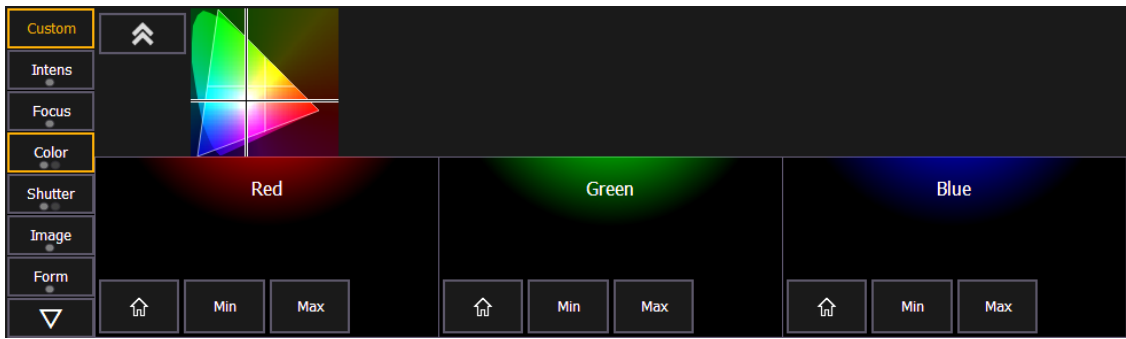 Custom
Intens
Focus
Color
Shutter
Image
Form
Red
Min
Max
Green
Min
Max
Blue
Min
Max